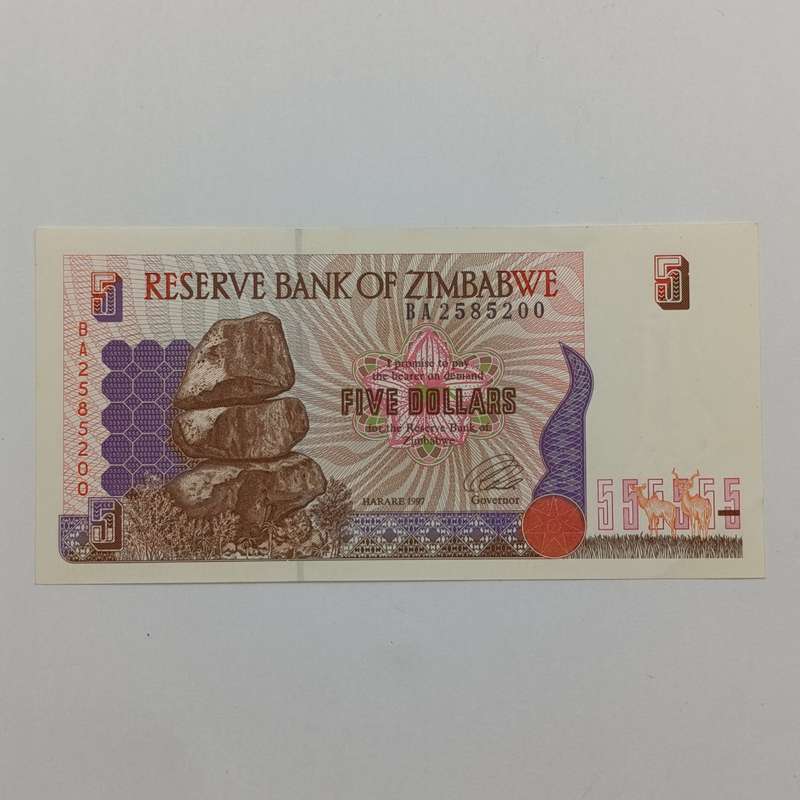 5
RESERVE BANK OF ZIMBABWE
5
BA2585200
BA2585200
I promise to pay
the bearer on demand
FIVE DOLLARS
for the Reserve Bank of
Zimbabwe
HARARE 1997
Governor
5
555555